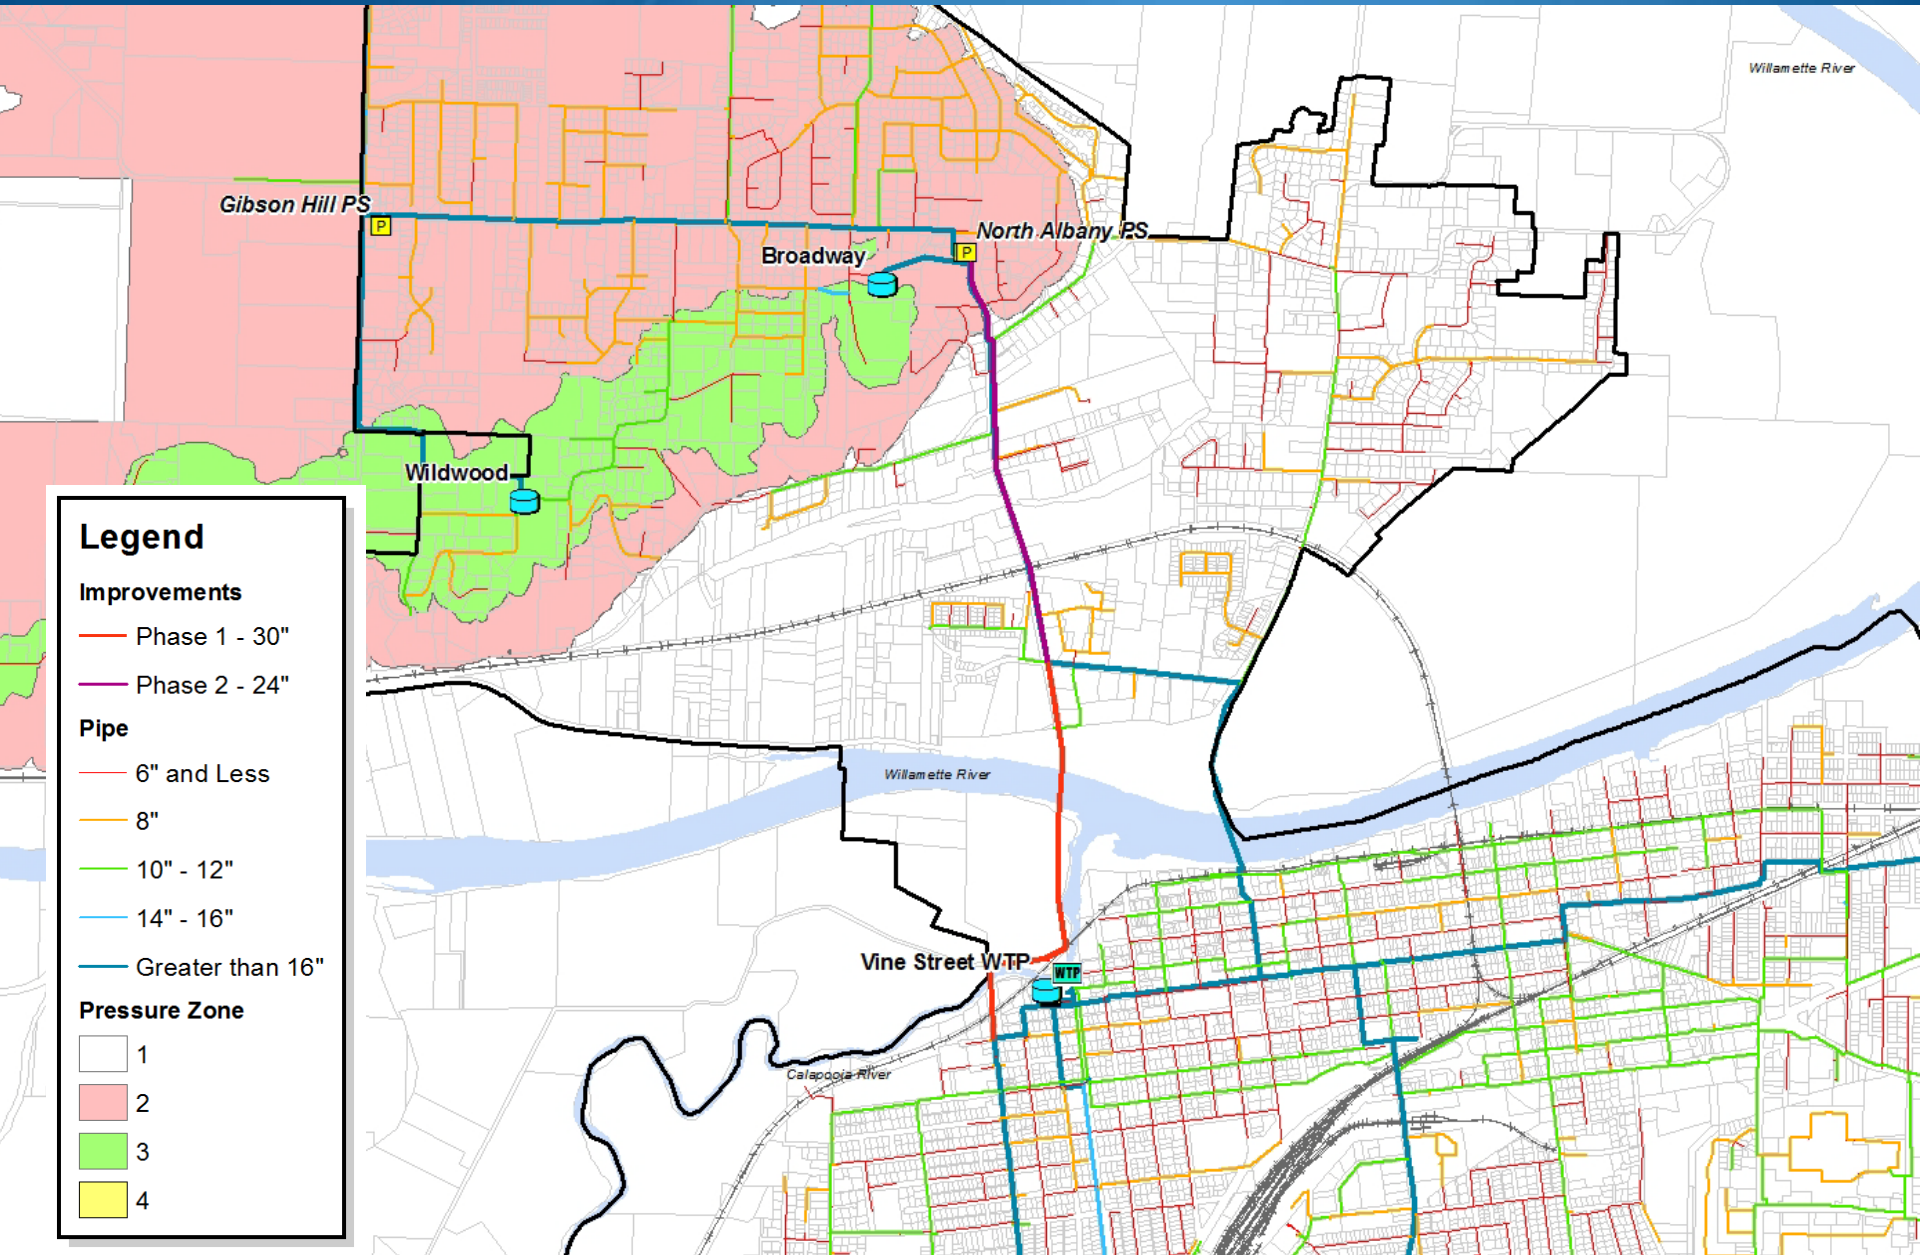 Willamette River
Gibson Hill PS
P
North Albany PS
P
Broadway
Wildwood
Legend
Improvements
Phase 1 - 30"
Phase 2 - 24"
Pipe
6" and Less
8"
10" - 12"
14" - 16"
Greater than 16"
Pressure Zone
1
2
3
4
Willamette River
Vine Street WTP
WTP
Calapooia River